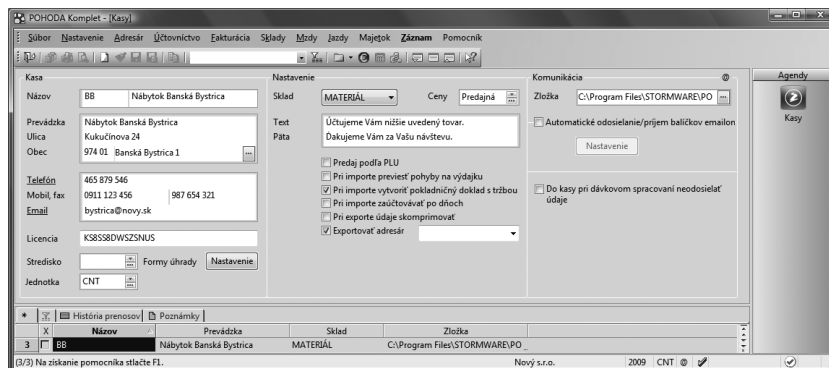 POHODA Komplet - [Kasy]
Súbor Nastavenie Adresár Účtovníctvo Fakturácia Sklady Mzdy Jazdy Majetok Záznam Pomocník
Kasa
Názov BB Nábytok Banská Bystrica
Prevádzka Nábytok Banská Bystrica
Ulica Kukučínova 24
Obec 974 01 Banská Bystrica 1
Telefón 465 879 546
Mobil, fax 0911 123 456 987 654 321
Email bystrica@novy.sk
Licencia KS8SS8DWSZSNUS
Stredisko Formy úhrady Nastavenie
Jednotka CNT
Nastavenie
Sklad MATERIÁL Ceny Predajná
Text Účtujeme Vám nižšie uvedený tovar.
Päta Ďakujeme Vám za Vašu návštevu.
Predaj podľa PLU
Pri importe previesť pohyby na výdajku
Pri importe vytvoriť pokladničný doklad s tržbou
Pri importe zaúčtovávať po dňoch
Pri exporte údaje skomprimovať
Exportovať adresár
Komunikácia @
Zložka C:\Program Files\STORMWARE\PO
Automatické odosielanie/príjem balíčkov emailon
Nastavenie
Do kasy pri dávkovom spracovaní neodosielať
údaje
Agendy
Kasy
* História prenosov Poznámky
X Názov Prevádzka Sklad Zložka
3 BB Nábytok Banská Bystrica MATERIÁL C:\Program Files\STORMWARE\PO...
(3/3) Na získanie pomocníka stlačte F1. Nový s.r.o. 2009 CNT @